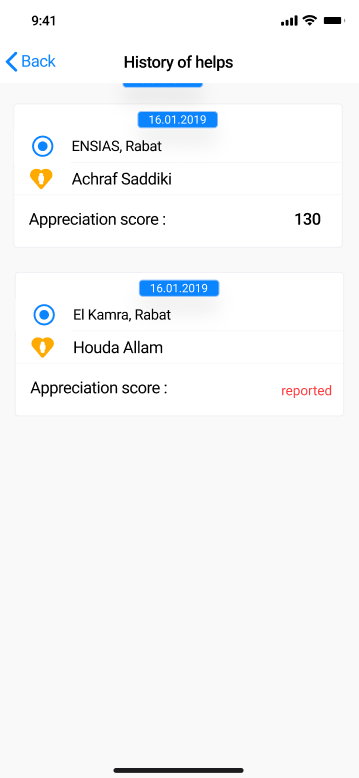 9:41
Back
History of helps
16.01.2019
ENSIAS, Rabat
Achraf Saddiki
Appreciation score : 130
16.01.2019
El Kamra, Rabat
Houda Allam
Appreciation score : reported